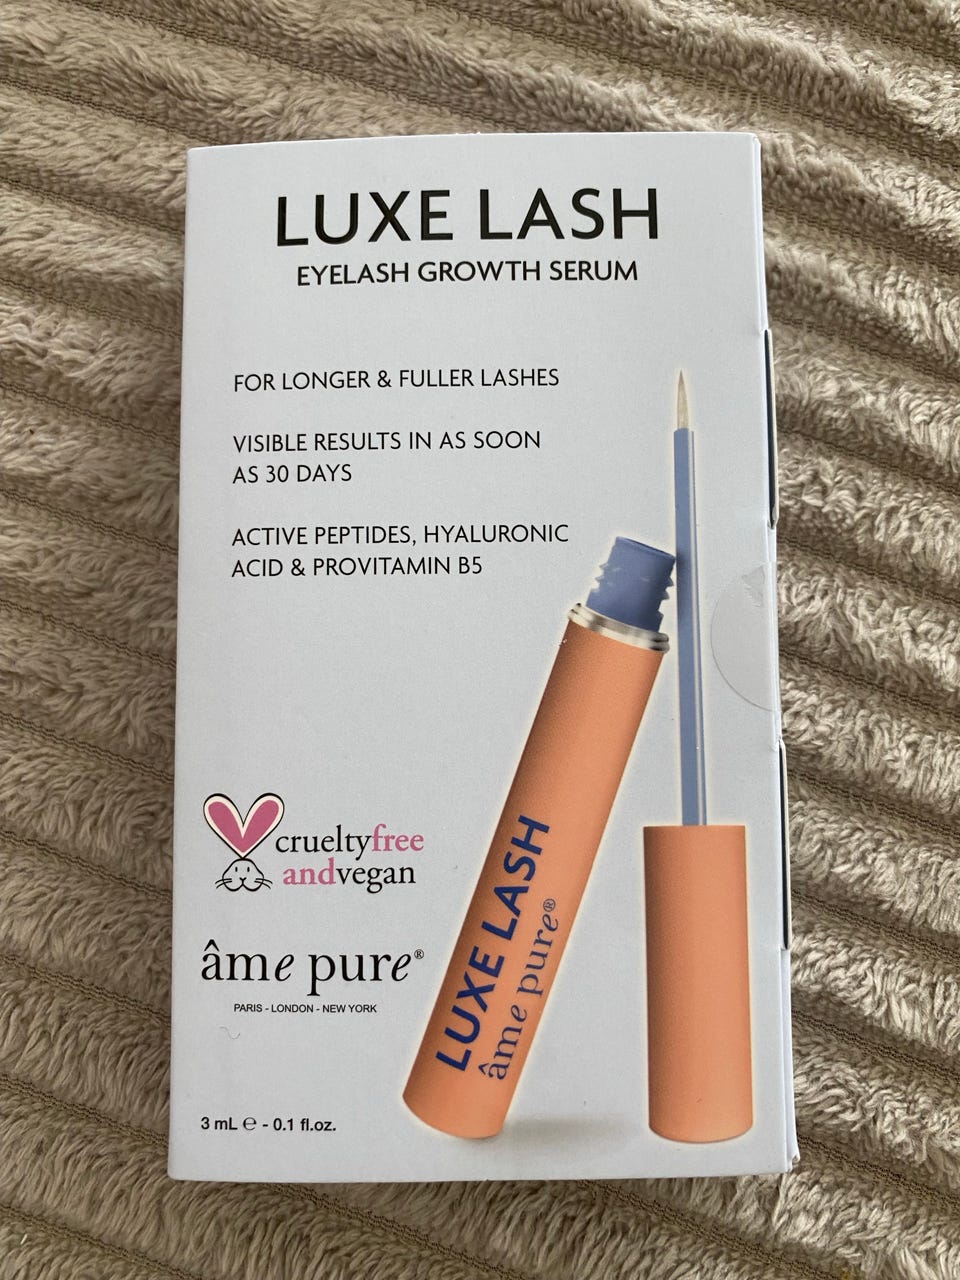 LUXE LASH
EYELASH GROWTH SERUM
FOR LONGER & FULLER LASHES
VISIBLE RESULTS IN AS SOON
AS 30 DAYS
ACTIVE PEPTIDES, HYALURONIC
ACID & PROVITAMIN B5
crueltyfree
andvegan
âme pure®
PARIS - LONDON - NEW YORK
3 mL ℮ - 0.1 fl.oz.
LUXE LASH
âme pure®